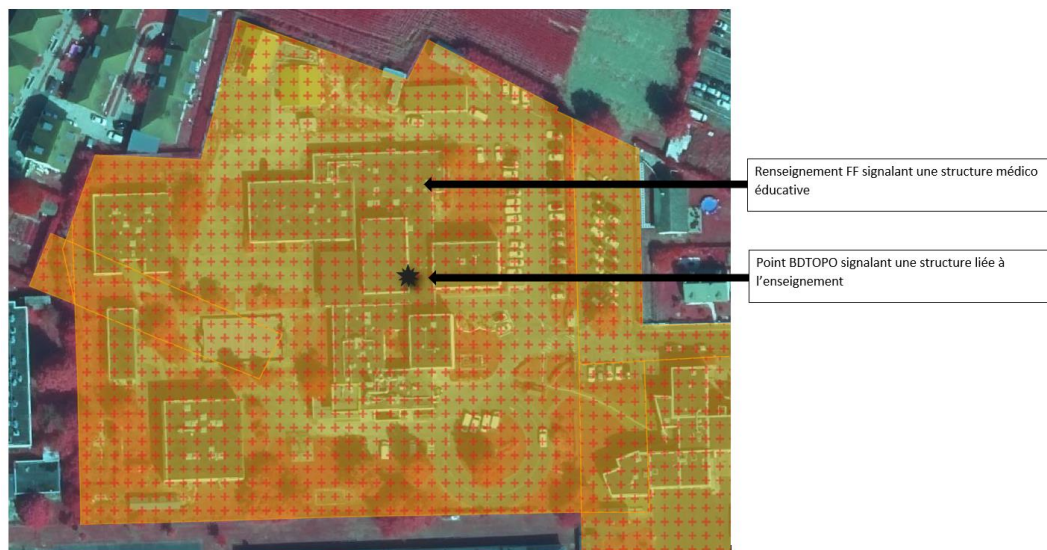 Renseignement FF signalant une structure médico
éducative
Point BDTOPO signalant une structure liée à
l’enseignement